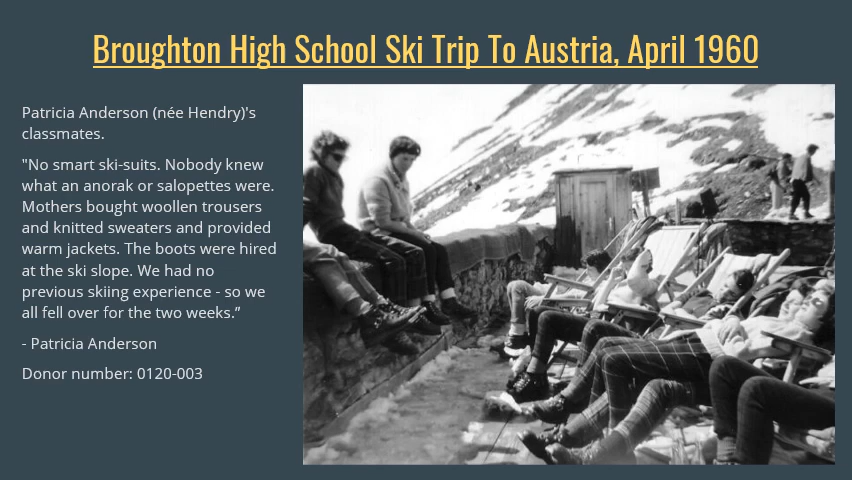 Broughton High School Ski Trip To Austria, April 1960
Patricia Anderson (née Hendry)'s
classmates.
"No smart ski-suits. Nobody knew
what an anorak or salopettes were.
Mothers bought woollen trousers
and knitted sweaters and provided
warm jackets. The boots were hired
at the ski slope. We had no
previous skiing experience - so we
all fell over for the two weeks.”
- Patricia Anderson
Donor number: 0120-003